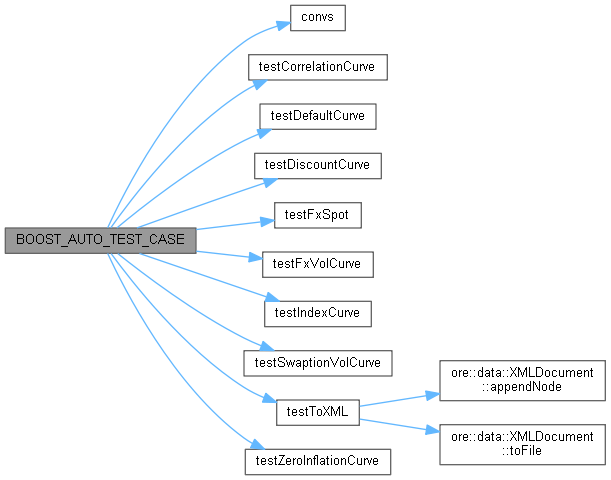 convs
testCorrelationCurve
testDefaultCurve
testDiscountCurve
testFxSpot
BOOST_AUTO_TEST_CASE
testFxVolCurve
testIndexCurve
testSwaptionVolCurve
ore::data::XMLDocument
::appendNode
testToXML
ore::data::XMLDocument
::toFile
testZeroInflationCurve